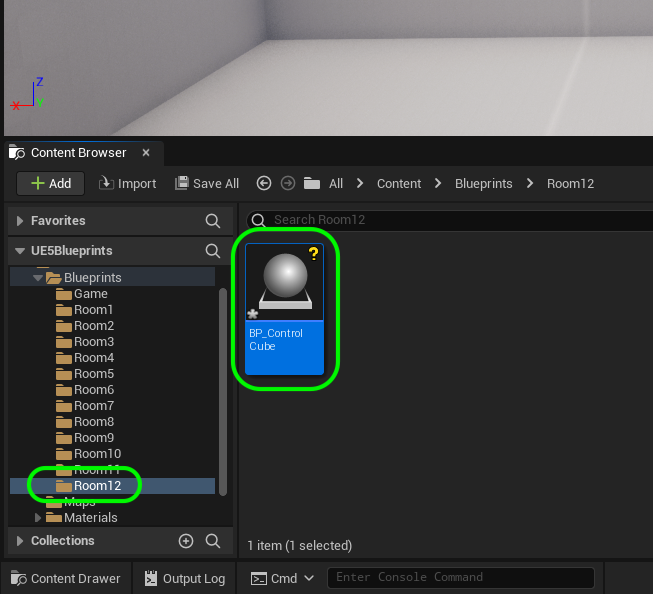 Z
X
Y
Content Browser ×
+ Add
Import
Save All
All > Content > Blueprints > Room12
Favorites
Search Room12
UE5Blueprints
Blueprints
Game
Room1
Room2
Room3
Room4
Room5
Room6
Room7
Room8
Room9
Room10
Room11
Room12
Maps
Materials
?
BP_Control
Cube
Collections
1 item (1 selected)
Content Drawer
Output Log
Cmd
Enter Console Command